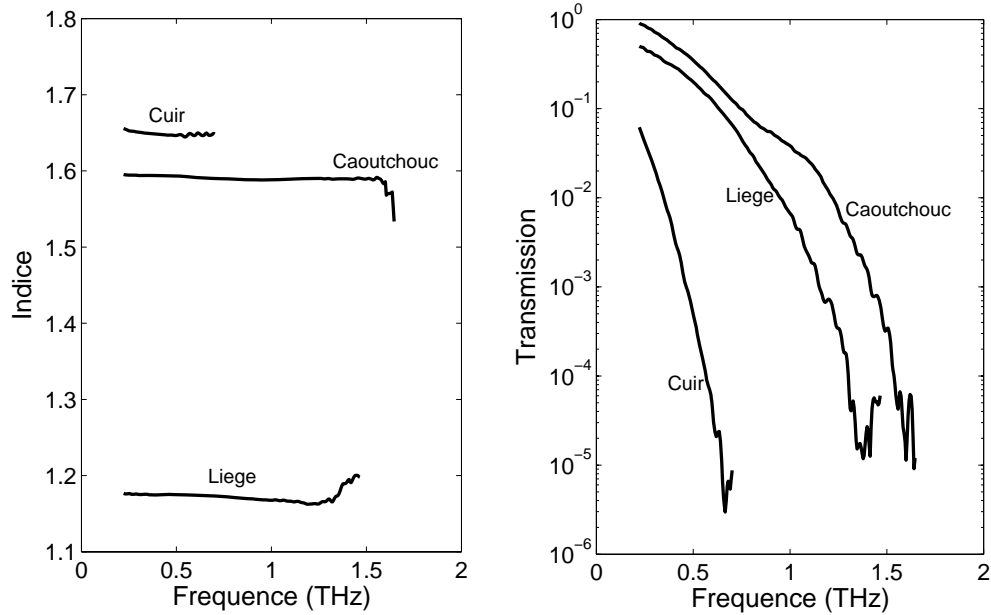 1.8
1.7
1.6
1.5
1.4
1.3
1.2
1.1
Indice
Cuir
Caoutchouc
Liege
0
0.5
1
1.5
2
Frequence (THz)
10^0
10^-1
10^-2
10^-3
10^-4
10^-5
10^-6
Transmission
Liege
Caoutchouc
Cuir
0
0.5
1
1.5
2
Frequence (THz)